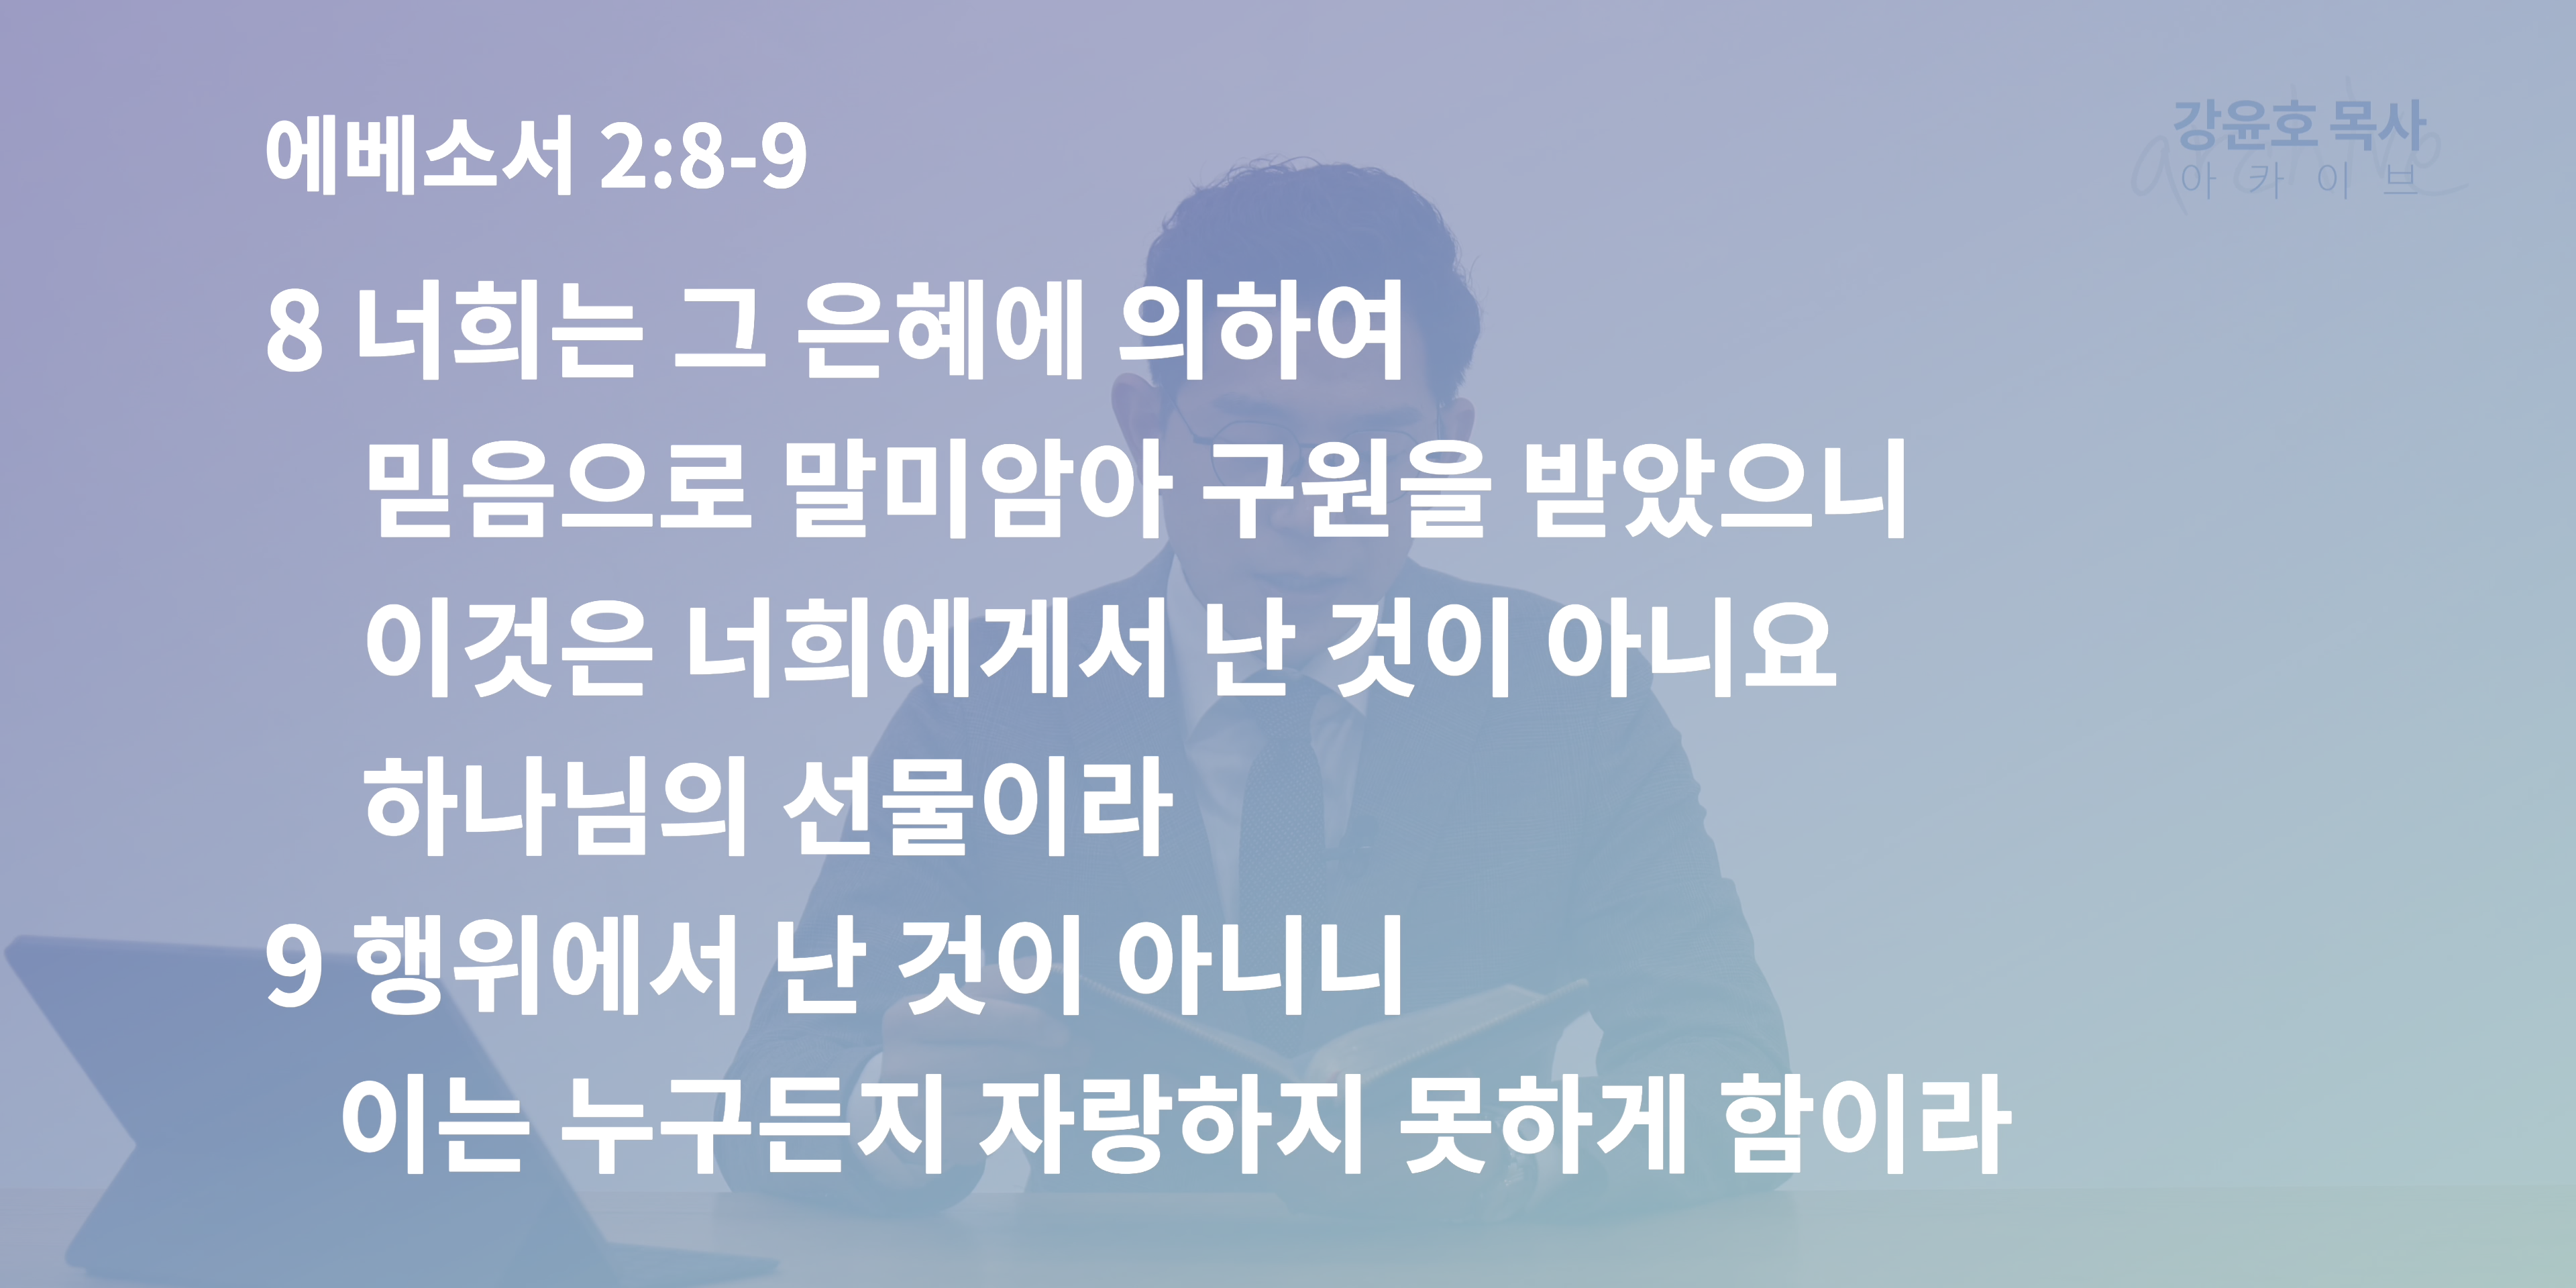 에베소서 2:8-9
강윤호 목사
archive
아카이브
8 너희는 그 은혜에 의하여
믿음으로 말미암아 구원을 받았으니
이것은 너희에게서 난 것이 아니요
하나님의 선물이라
9 행위에서 난 것이 아니니
이는 누구든지 자랑하지 못하게 함이라